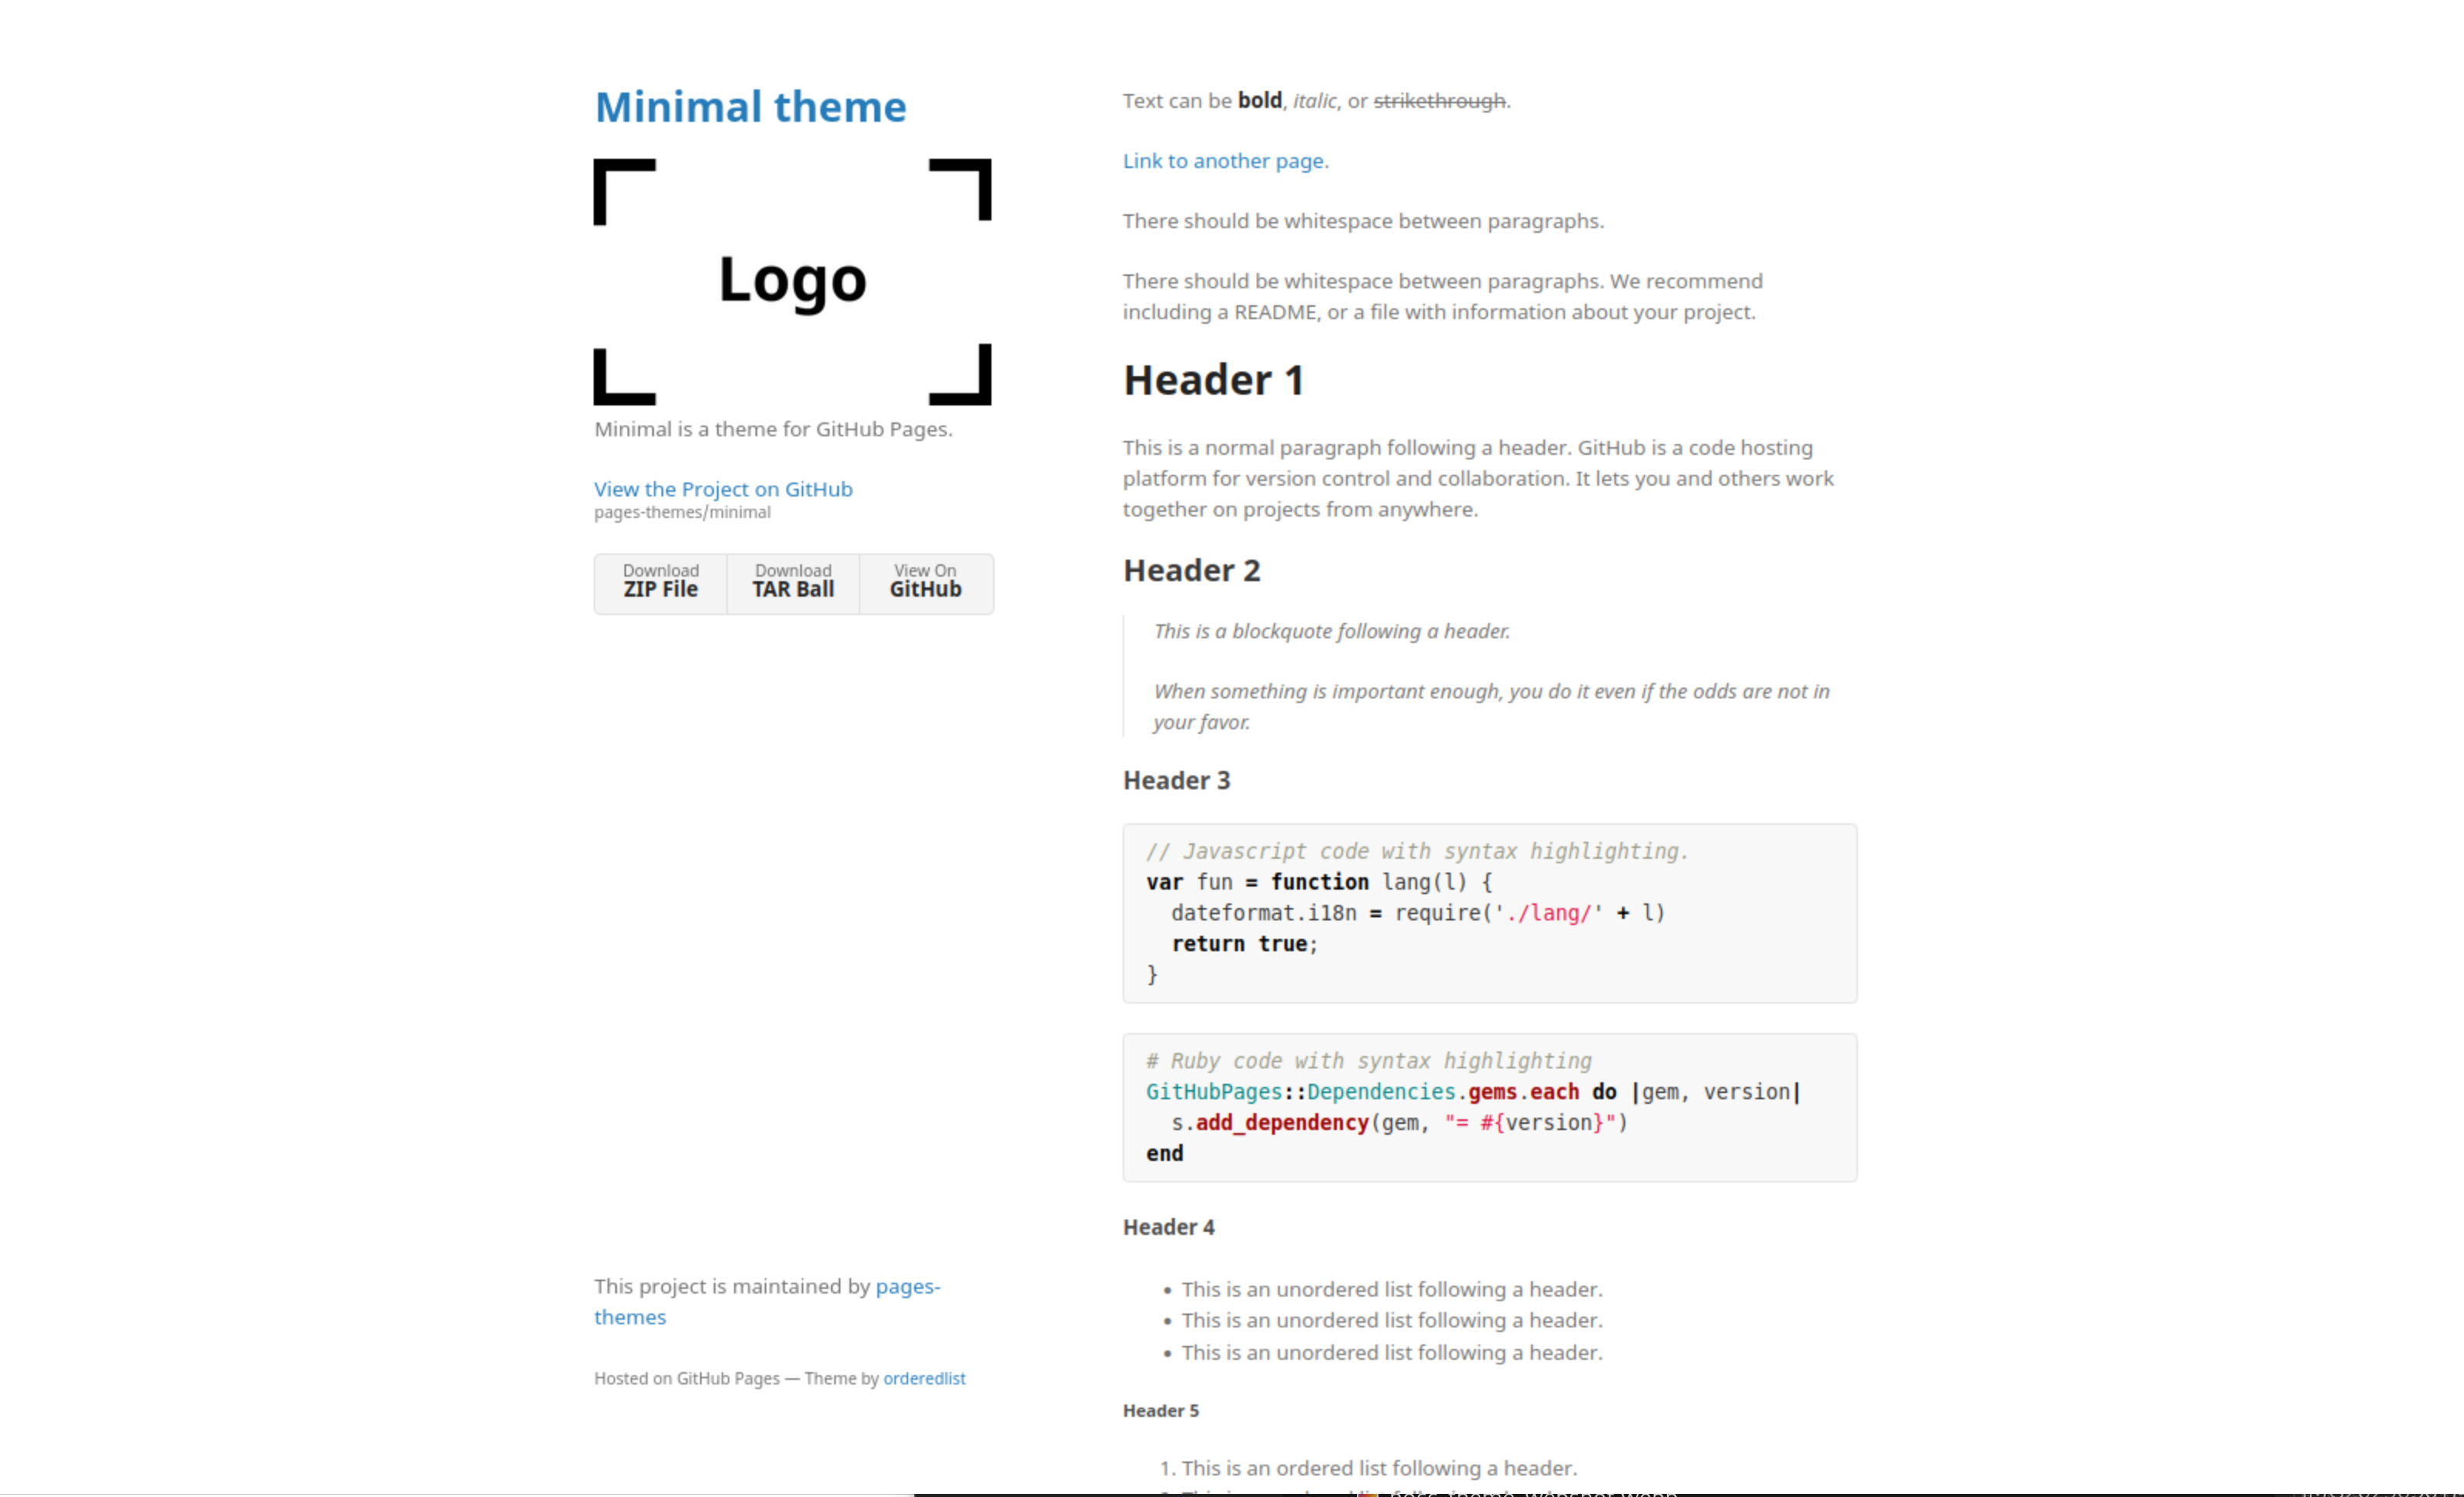 Minimal theme
Logo
Minimal is a theme for GitHub Pages.
View the Project on GitHub
pages-themes/minimal
Download
ZIP File
Download
TAR Ball
View On
GitHub
This project is maintained by pages-
themes
Hosted on GitHub Pages — Theme by orderedlist
Text can be bold, italic, or strikethrough.
Link to another page.
There should be whitespace between paragraphs.
There should be whitespace between paragraphs. We recommend
including a README, or a file with information about your project.
Header 1
This is a normal paragraph following a header. GitHub is a code hosting
platform for version control and collaboration. It lets you and others work
together on projects from anywhere.
Header 2
This is a blockquote following a header.
When something is important enough, you do it even if the odds are not in
your favor.
Header 3
// Javascript code with syntax highlighting.
var fun = function lang(l) {
  dateformat.i18n = require('./lang/' + l)
  return true;
}
# Ruby code with syntax highlighting
GitHubPages::Dependencies.gems.each do |gem, version|
  s.add_dependency(gem, "= #{version}")
end
Header 4
• This is an unordered list following a header.
• This is an unordered list following a header.
• This is an unordered list following a header.
Header 5
1. This is an ordered list following a header.